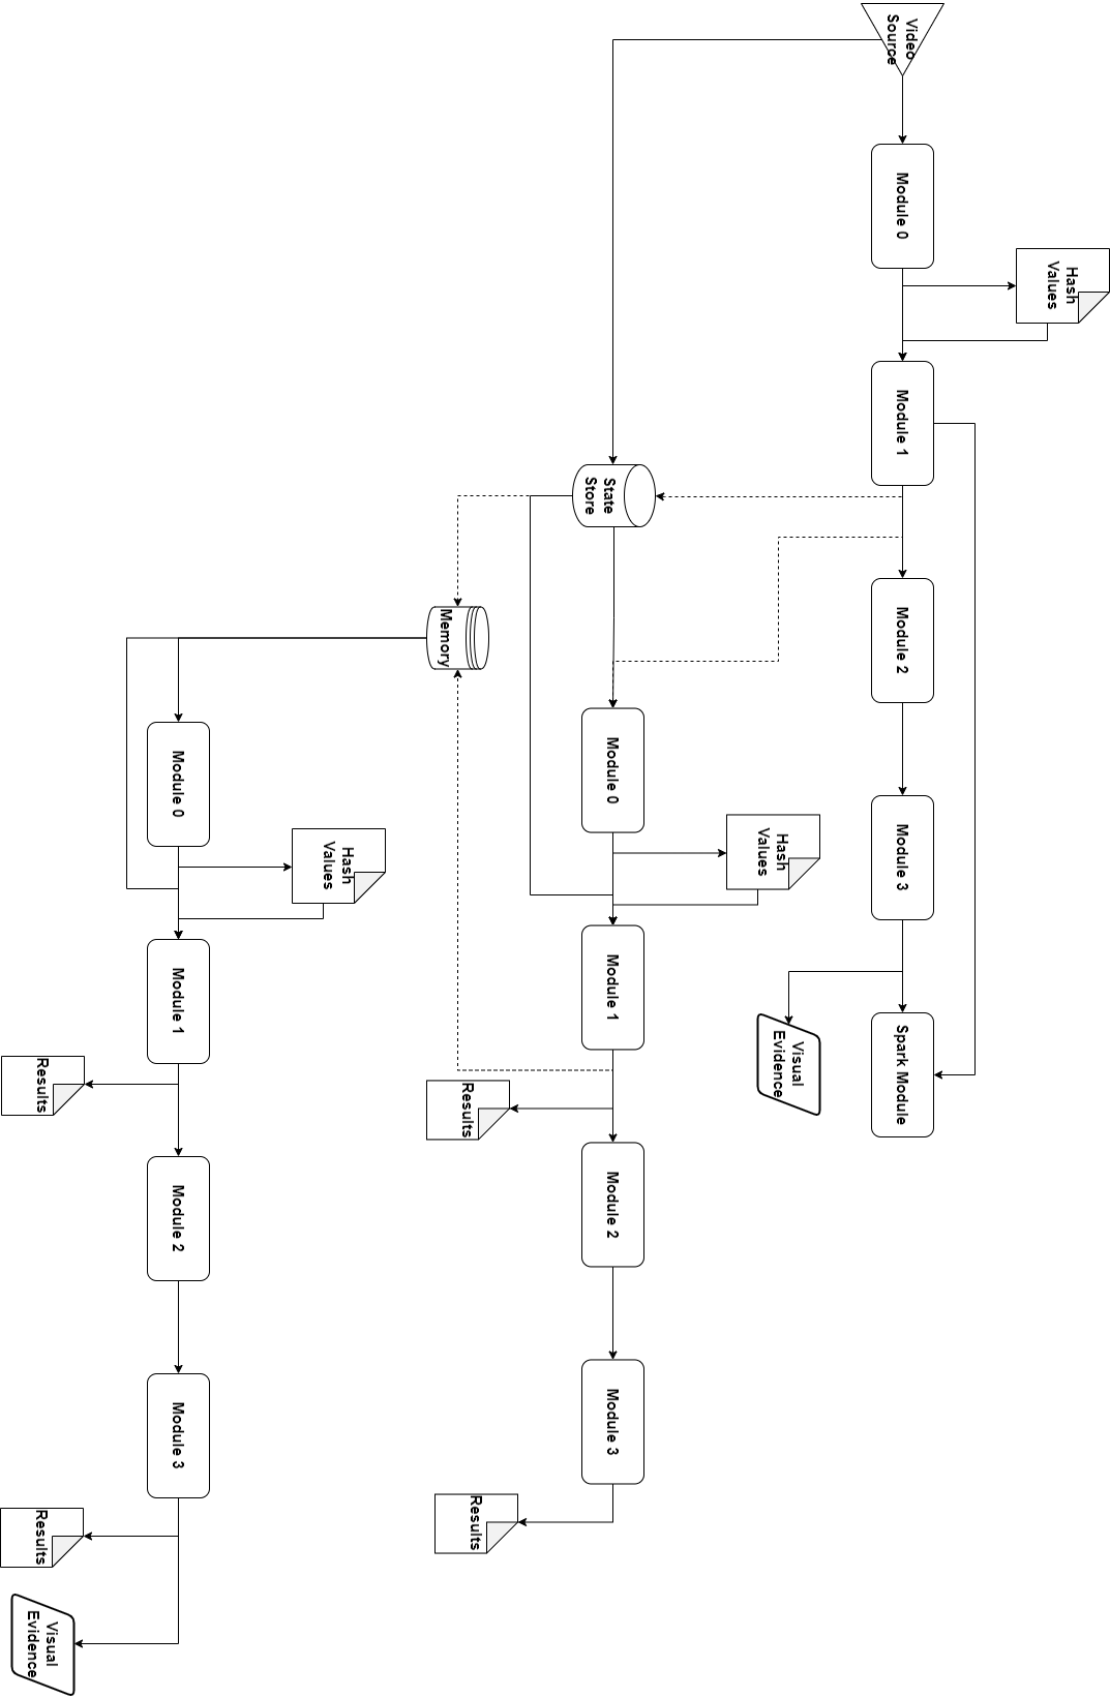 Video
Source
Module 0
Hash
Values
Module 1
Module 2
Module 3
Spark Module
Visual
Evidence
State
Store
Module 0
Hash
Values
Module 1
Results
Module 2
Module 3
Results
Memory
Module 0
Hash
Values
Module 1
Results
Module 2
Module 3
Results
Visual
Evidence